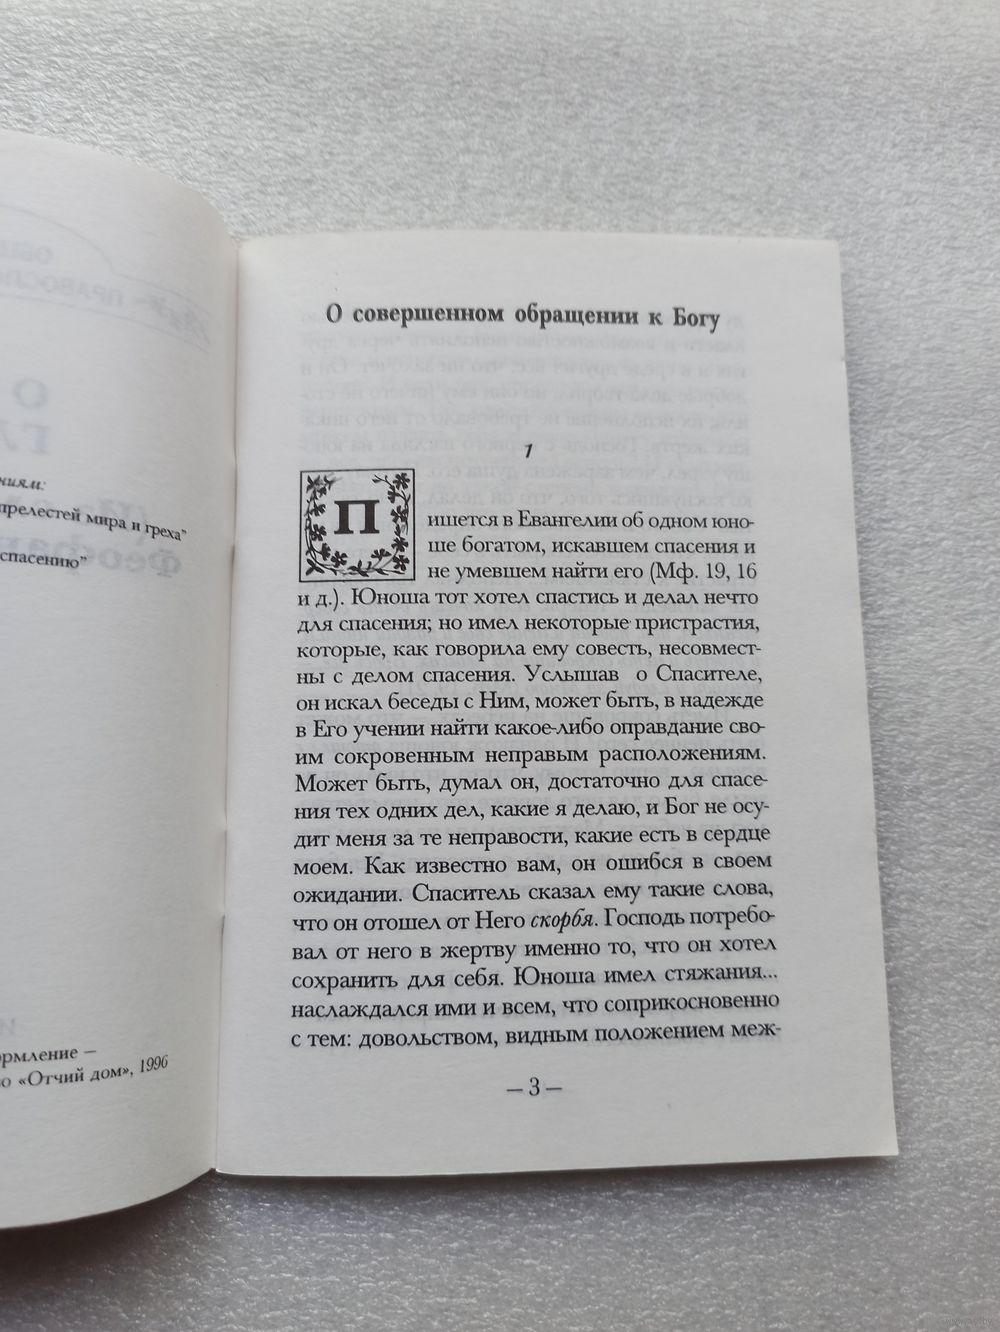 ниям:
прелестей мира и греха”
спасению”
ормление —
о «Отчий дом», 1996
О совершенном обращении к Богу
1
Пишется в Евангелии об одном юно-
ше богатом, искавшем спасения и
не умевшем найти его (Мф. 19, 16
и д.). Юноша тот хотел спастись и делал нечто
для спасения; но имел некоторые пристрастия,
которые, как говорила ему совесть, несовмест-
ны с делом спасения. Услышав о Спасителе,
он искал беседы с Ним, может быть, в надежде
в Его учении найти какое-либо оправдание сво-
им сокровенным неправым расположениям.
Может быть, думал он, достаточно для спасе-
ния тех одних дел, какие я делаю, и Бог не осу-
дит меня за те неправости, какие есть в сердце
моем. Как известно вам, он ошибся в своем
ожидании. Спаситель сказал ему такие слова,
что он отошел от Него скорбя. Господь потребо-
вал от него в жертву именно то, что он хотел
сохранить для себя. Юноша имел стяжания...
наслаждался ими и всем, что соприкосновенно
с тем: довольством, видным положением меж-
— 3 —